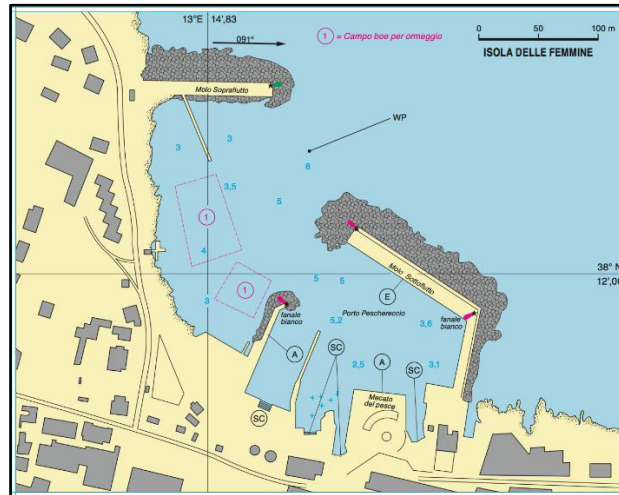 13°E 14',83
091°
1 = Campo boe per ormeggio
0 50 100 m
ISOLA DELLE FEMMINE
Molo Sopraflutto
WP
3
3
8
3,5
5
1
4
38° N
12',00
Molo Sottoflutto
1
5
5
E
3
fanale
bianco
Porto Peschereccio
fanale
bianco
5,2
3,6
A
SC
2,5
A
SC
3,1
Mecato
del pesce
SC